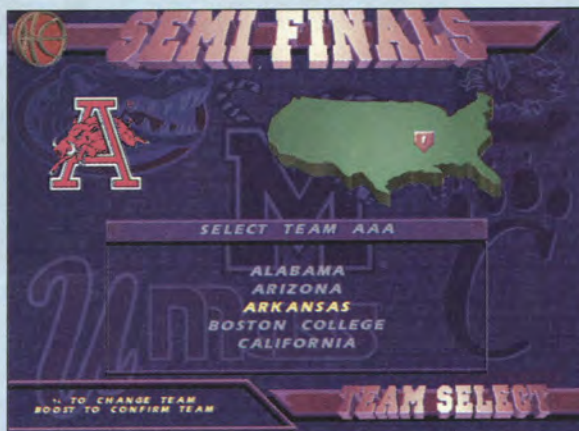 SEMI FINALS
A
SELECT TEAM AAA
ALABAMA
ARIZONA
ARKANSAS
BOSTON COLLEGE
CALIFORNIA
TO CHANGE TEAM
BOOST TO CONFIRM TEAM
TEAM SELECT
M
UMass
C